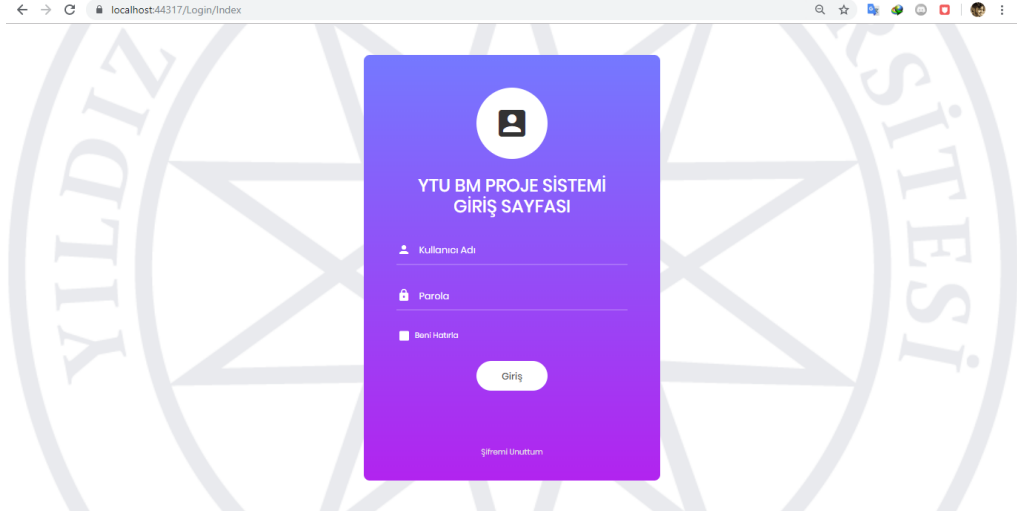 localhost:44317/Login/Index
YILDIZ
RSİTESİ
YTU BM PROJE SİSTEMİ
GİRİŞ SAYFASI
Kullanıcı Adı
Parola
Beni Hatırla
Giriş
Şifremi Unuttum